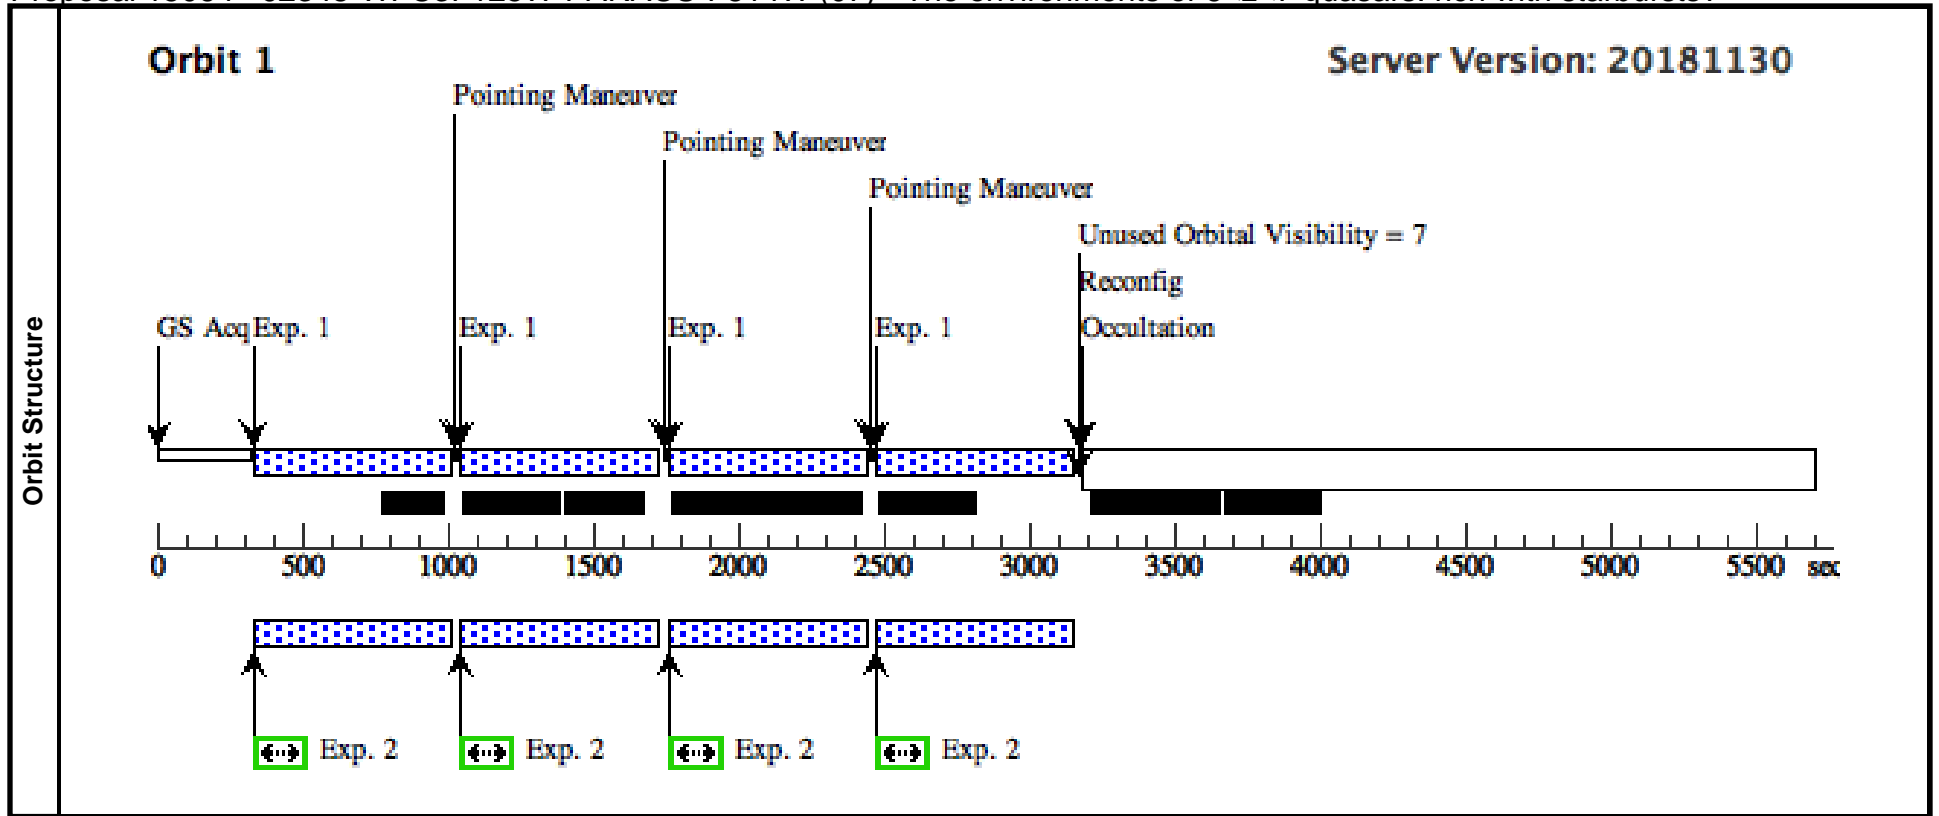 Orbit Structure
Orbit 1
Server Version: 20181130
Pointing Maneuver
Pointing Maneuver
Pointing Maneuver
Unused Orbital Visibility = 7
Reconfig
GS Acq Exp. 1 Exp. 1 Exp. 1 Exp. 1 Occultation
0 500 1000 1500 2000 2500 3000 3500 4000 4500 5000 5500 sec
Exp. 2 Exp. 2 Exp. 2 Exp. 2